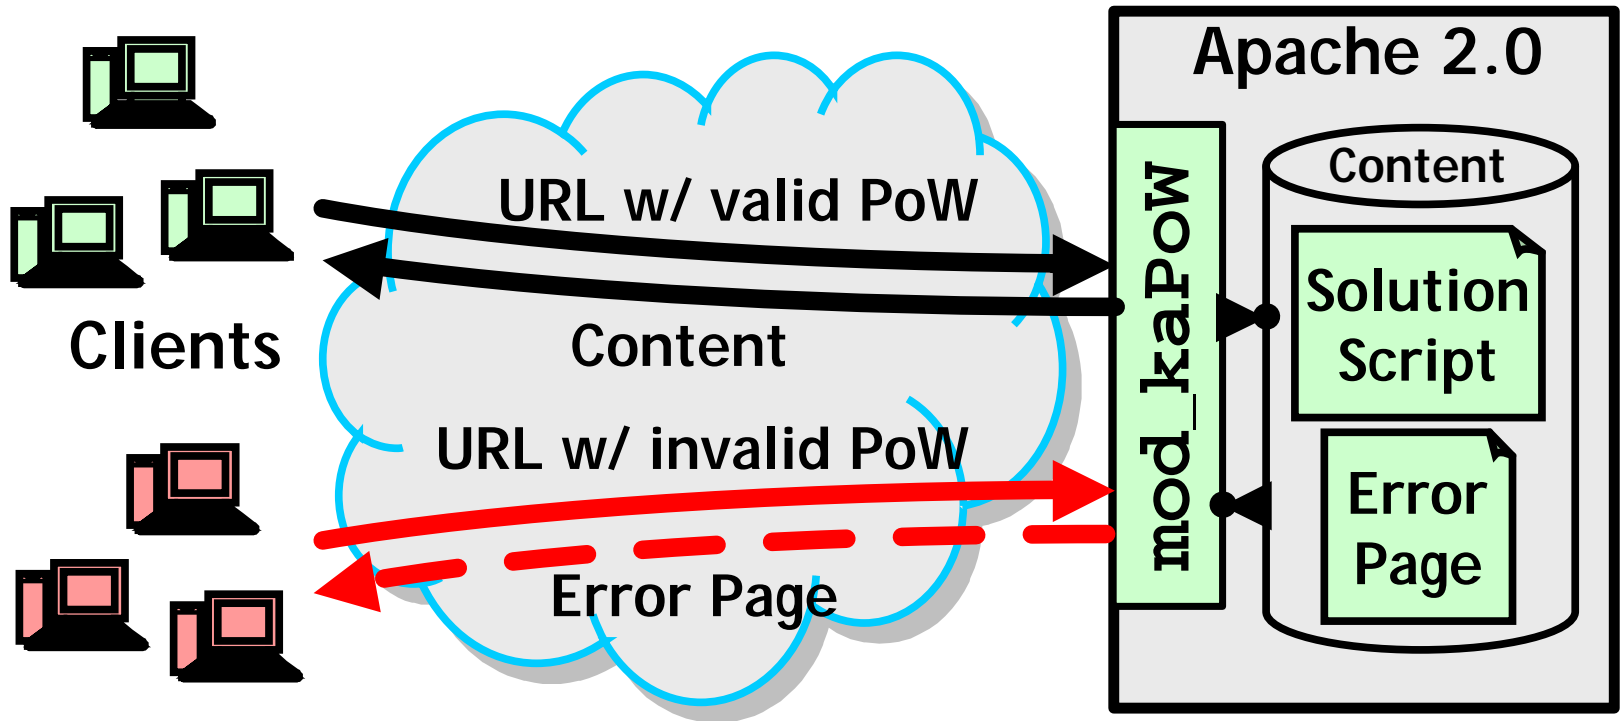 Apache 2.0
Clients
URL w/ valid PoW
Content
URL w/ invalid PoW
Error Page
mod_kaPoW
Content
Solution
Script
Error
Page